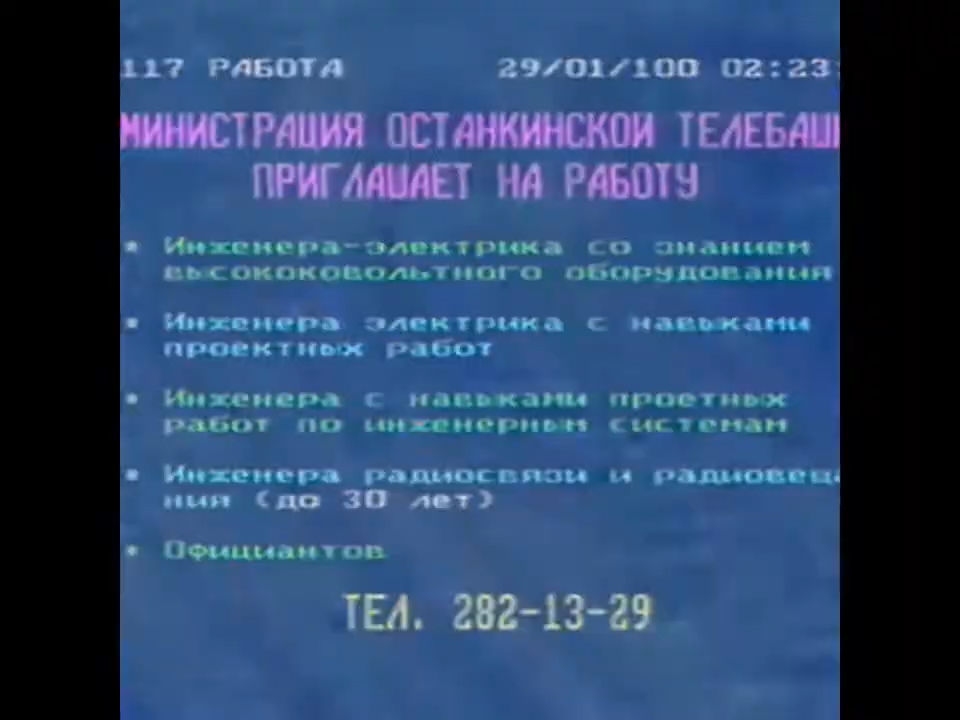 117 РАБОТА 29/01/100 02:23:
МИНИСТРАЦИЯ ОСТАНКИНСКОЙ ТЕЛЕБАШ
ПРИГЛАШАЕТ НА РАБОТУ
* Инженера-электрика со знанием
высококовольтного оборудования
* Инженера электрика с навыками
проектных работ
* Инженера с навыками проетных
работ по инженерным системам
* Инженера радиосвязи и радиовеща
ния (до 30 лет)
* Официантов
ТЕЛ. 282-13-29